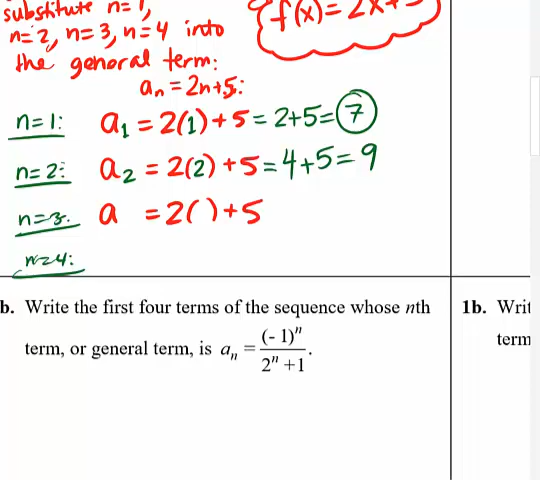 substitute n=1,
n=2, n=3, n=4 into
the general term:
aₙ = 2n+5:
f(x)=2x+5
n=1: a₁ = 2(1)+5 = 2+5 = 7
n=2: a₂ = 2(2)+5 = 4+5 = 9
n=3: a = 2( )+5
n=4:
b. Write the first four terms of the sequence whose nth
term, or general term, is aₙ = (- 1)ⁿ / 2ⁿ +1 .
1b. Writ
term